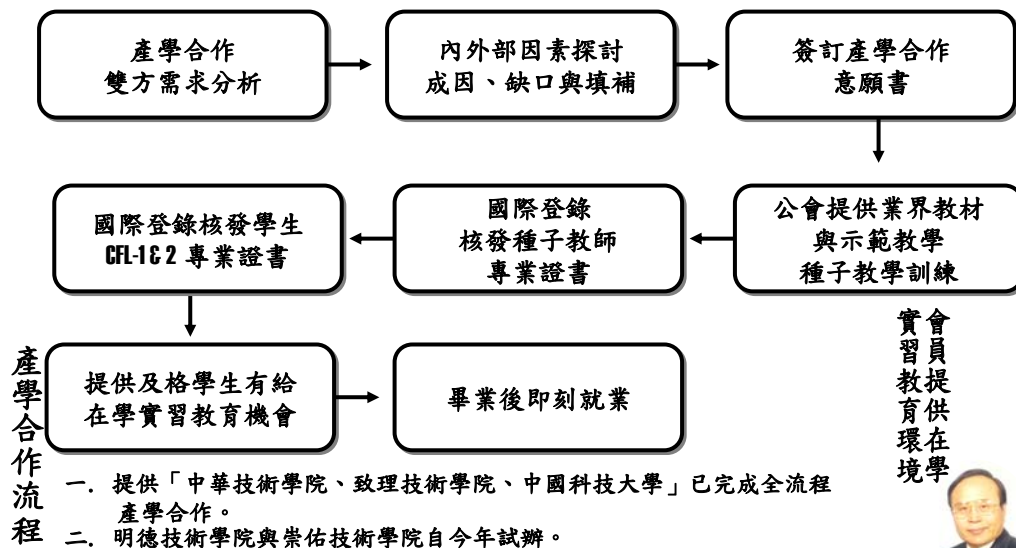 產學合作
雙方需求分析
內外部因素探討
成因、缺口與填補
簽訂產學合作
意願書
公會提供業界教材
與示範教學
種子教學訓練
國際登錄
核發種子教師
專業證書
國際登錄核發學生
CFL-1 & 2 專業證書
提供及格學生有給
在學實習教育機會
畢業後即刻就業
會員提供在學
實習教育環境
產學合作流程
一. 提供「中華技術學院、致理技術學院、中國科技大學」已完成全流程
產學合作。
二. 明德技術學院與崇佑技術學院自今年試辦。